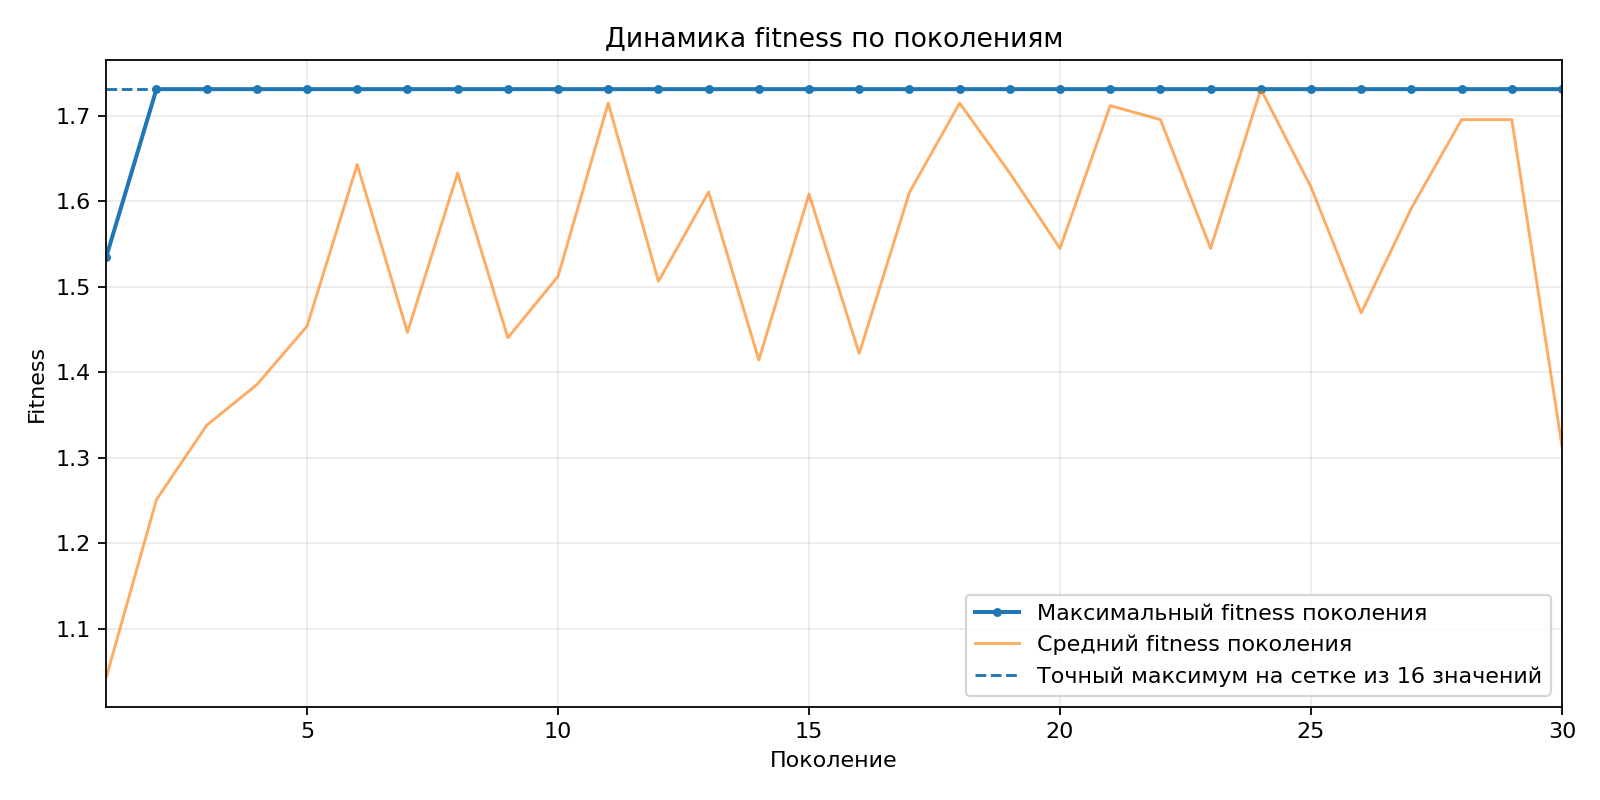 Динамика fitness по поколениям
Fitness
1.7
1.6
1.5
1.4
1.3
1.2
1.1
Максимальный fitness поколения
Средний fitness поколения
Точный максимум на сетке из 16 значений
5 10 15 20 25 30
Поколение